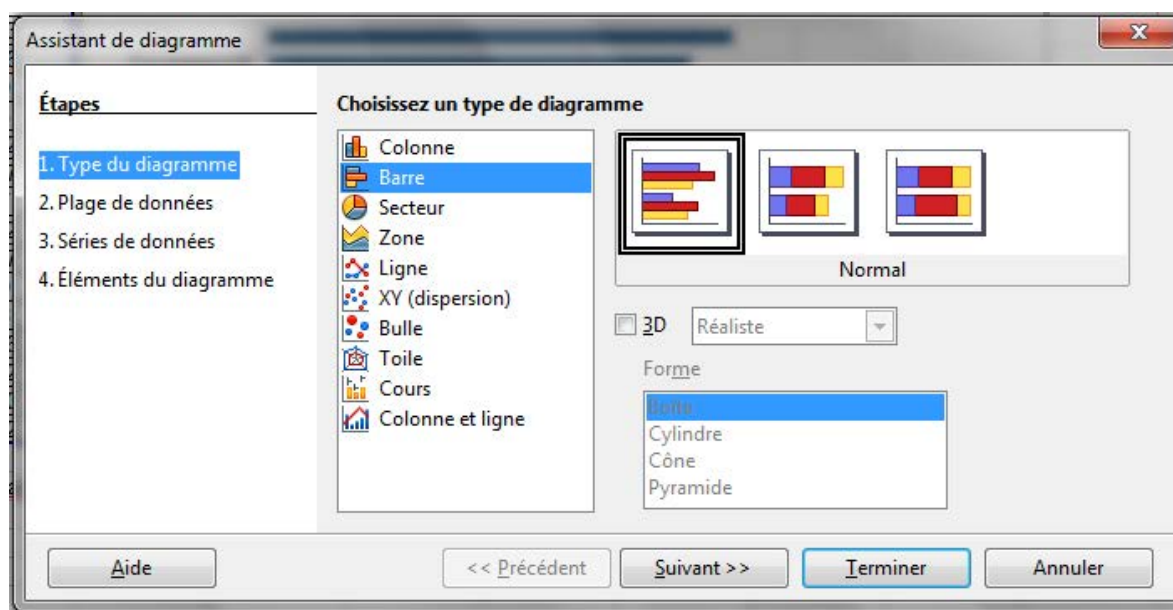 Assistant de diagramme
Étapes
1. Type du diagramme
2. Plage de données
3. Séries de données
4. Éléments du diagramme
Choisissez un type de diagramme
Colonne
Barre
Secteur
Zone
Ligne
XY (dispersion)
Bulle
Toile
Cours
Colonne et ligne
Normal
3D
Réaliste
Forme
Boîte
Cylindre
Cône
Pyramide
Aide
<< Précédent
Suivant >>
Terminer
Annuler